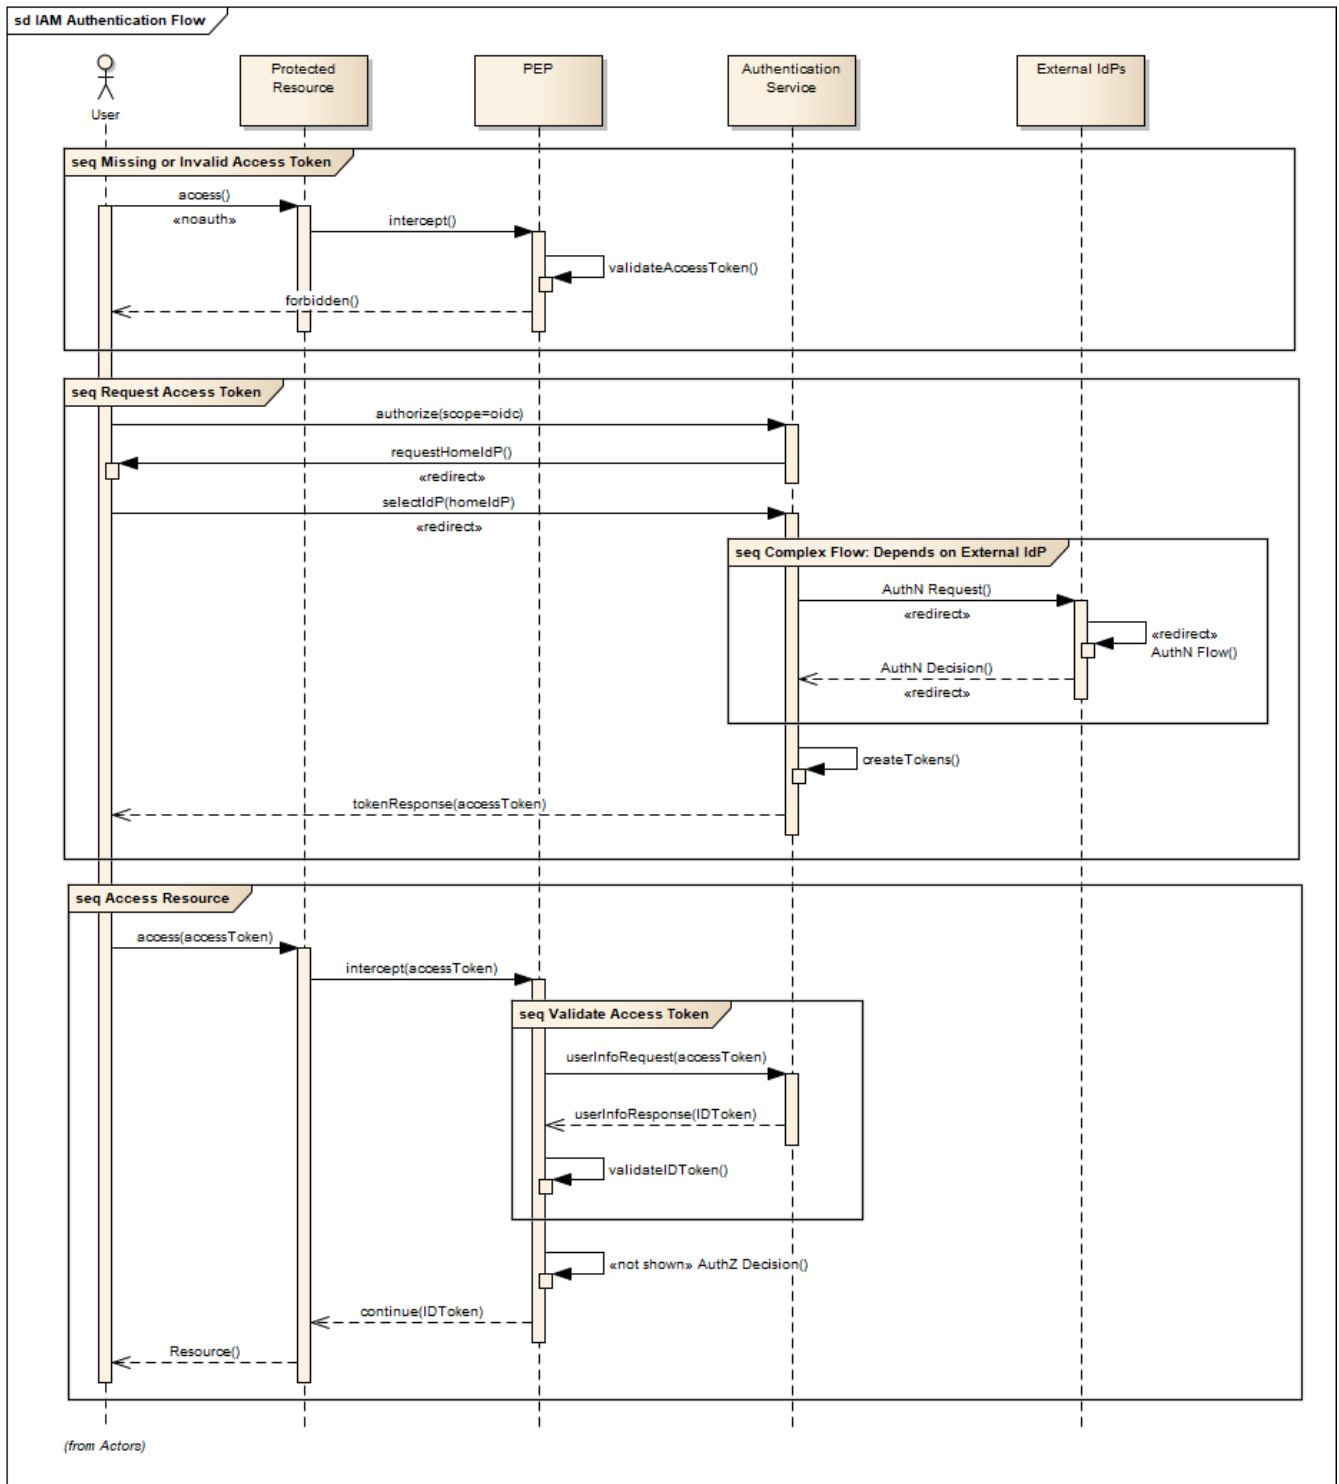 sd IAM Authentication Flow
User
Protected
Resource
PEP
Authentication
Service
External IdPs
seq Missing or Invalid Access Token
access()
«noauth»
intercept()
validateAccessToken()
forbidden()
seq Request Access Token
authorize(scope=oidc)
requestHomeIdP()
«redirect»
selectIdP(homeIdP)
«redirect»
seq Complex Flow: Depends on External IdP
AuthN Request()
«redirect»
«redirect»
AuthN Flow()
AuthN Decision()
«redirect»
createTokens()
tokenResponse(accessToken)
seq Access Resource
access(accessToken)
intercept(accessToken)
seq Validate Access Token
userInfoRequest(accessToken)
userInfoResponse(IDToken)
validateIDToken()
«not shown» AuthZ Decision()
continue(IDToken)
Resource()
(from Actors)